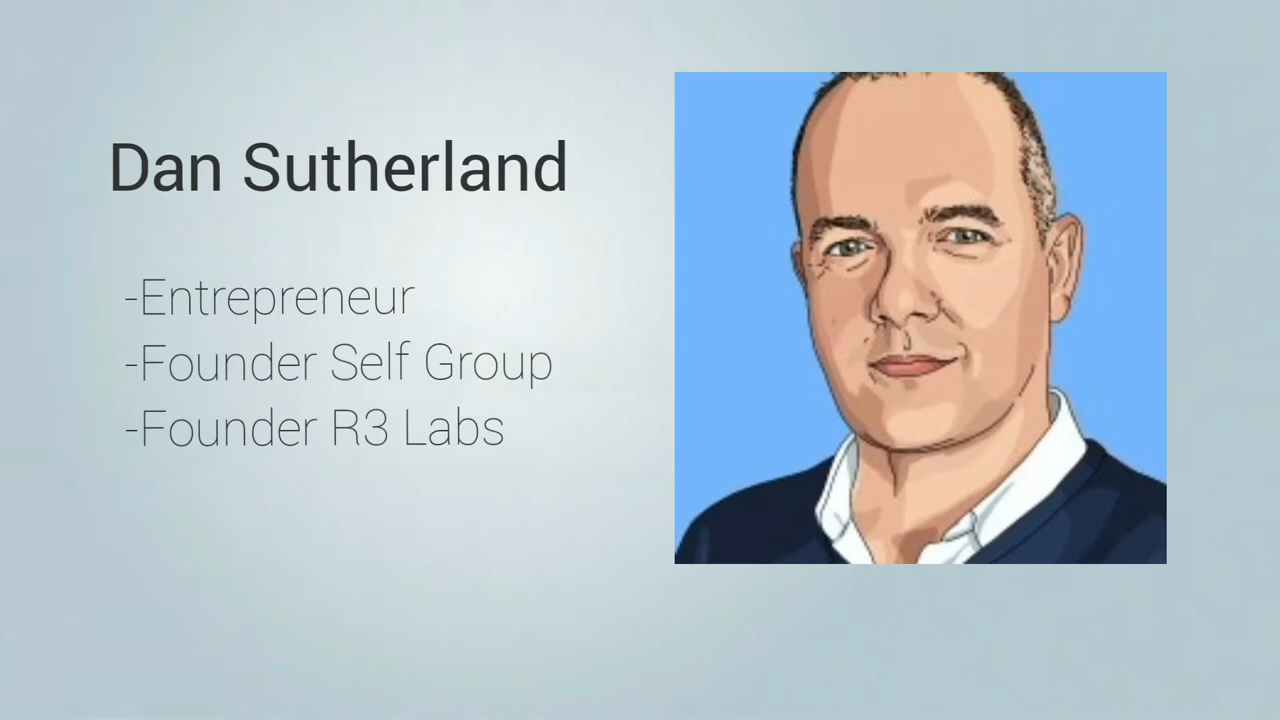 Dan Sutherland
-Entrepreneur
-Founder Self Group
-Founder R3 Labs